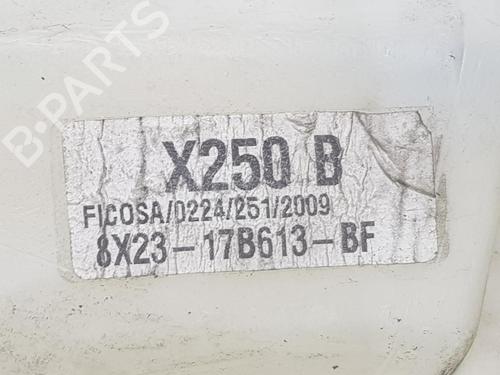 B-PARTS
X250 B
FICOSA/0224/251/2009
8X23-17B613-BF